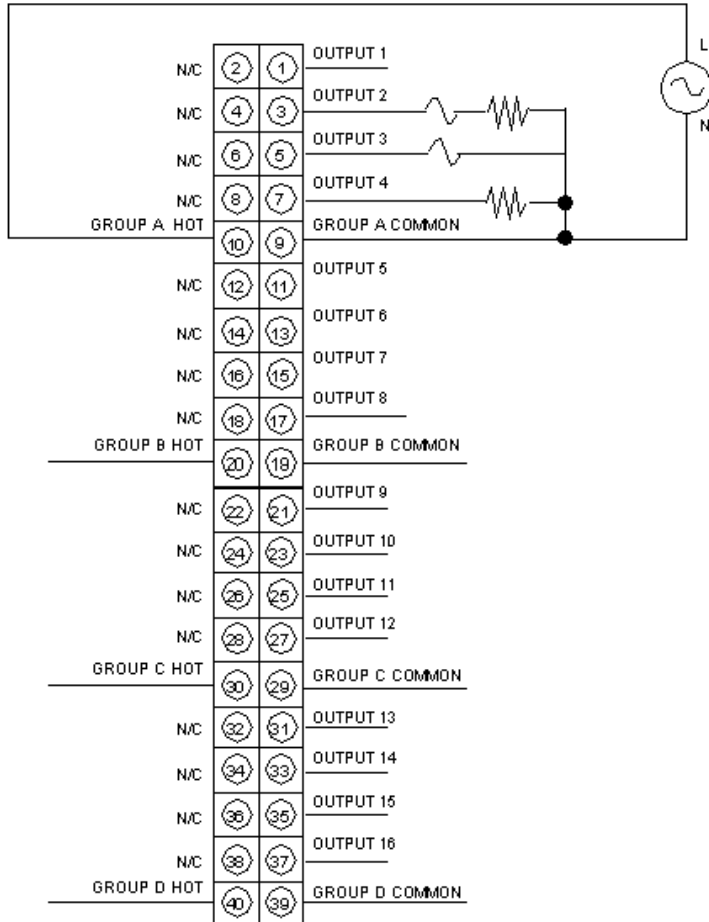 L
OUTPUT 1
N/C 2 1
OUTPUT 2
N/C 4 3
N
OUTPUT 3
N/C 6 5
OUTPUT 4
N/C 8 7
GROUP A HOT 10 9 GROUP A COMMON
OUTPUT 5
N/C 12 11
OUTPUT 6
N/C 14 13
OUTPUT 7
N/C 16 15
OUTPUT 8
N/C 18 17
GROUP B HOT 20 19 GROUP B COMMON
OUTPUT 9
N/C 22 21
OUTPUT 10
N/C 24 23
OUTPUT 11
N/C 26 25
OUTPUT 12
N/C 28 27
GROUP C HOT 30 29 GROUP C COMMON
OUTPUT 13
N/C 32 31
OUTPUT 14
N/C 34 33
OUTPUT 15
N/C 36 35
OUTPUT 16
N/C 38 37
GROUP D HOT 40 39 GROUP D COMMON